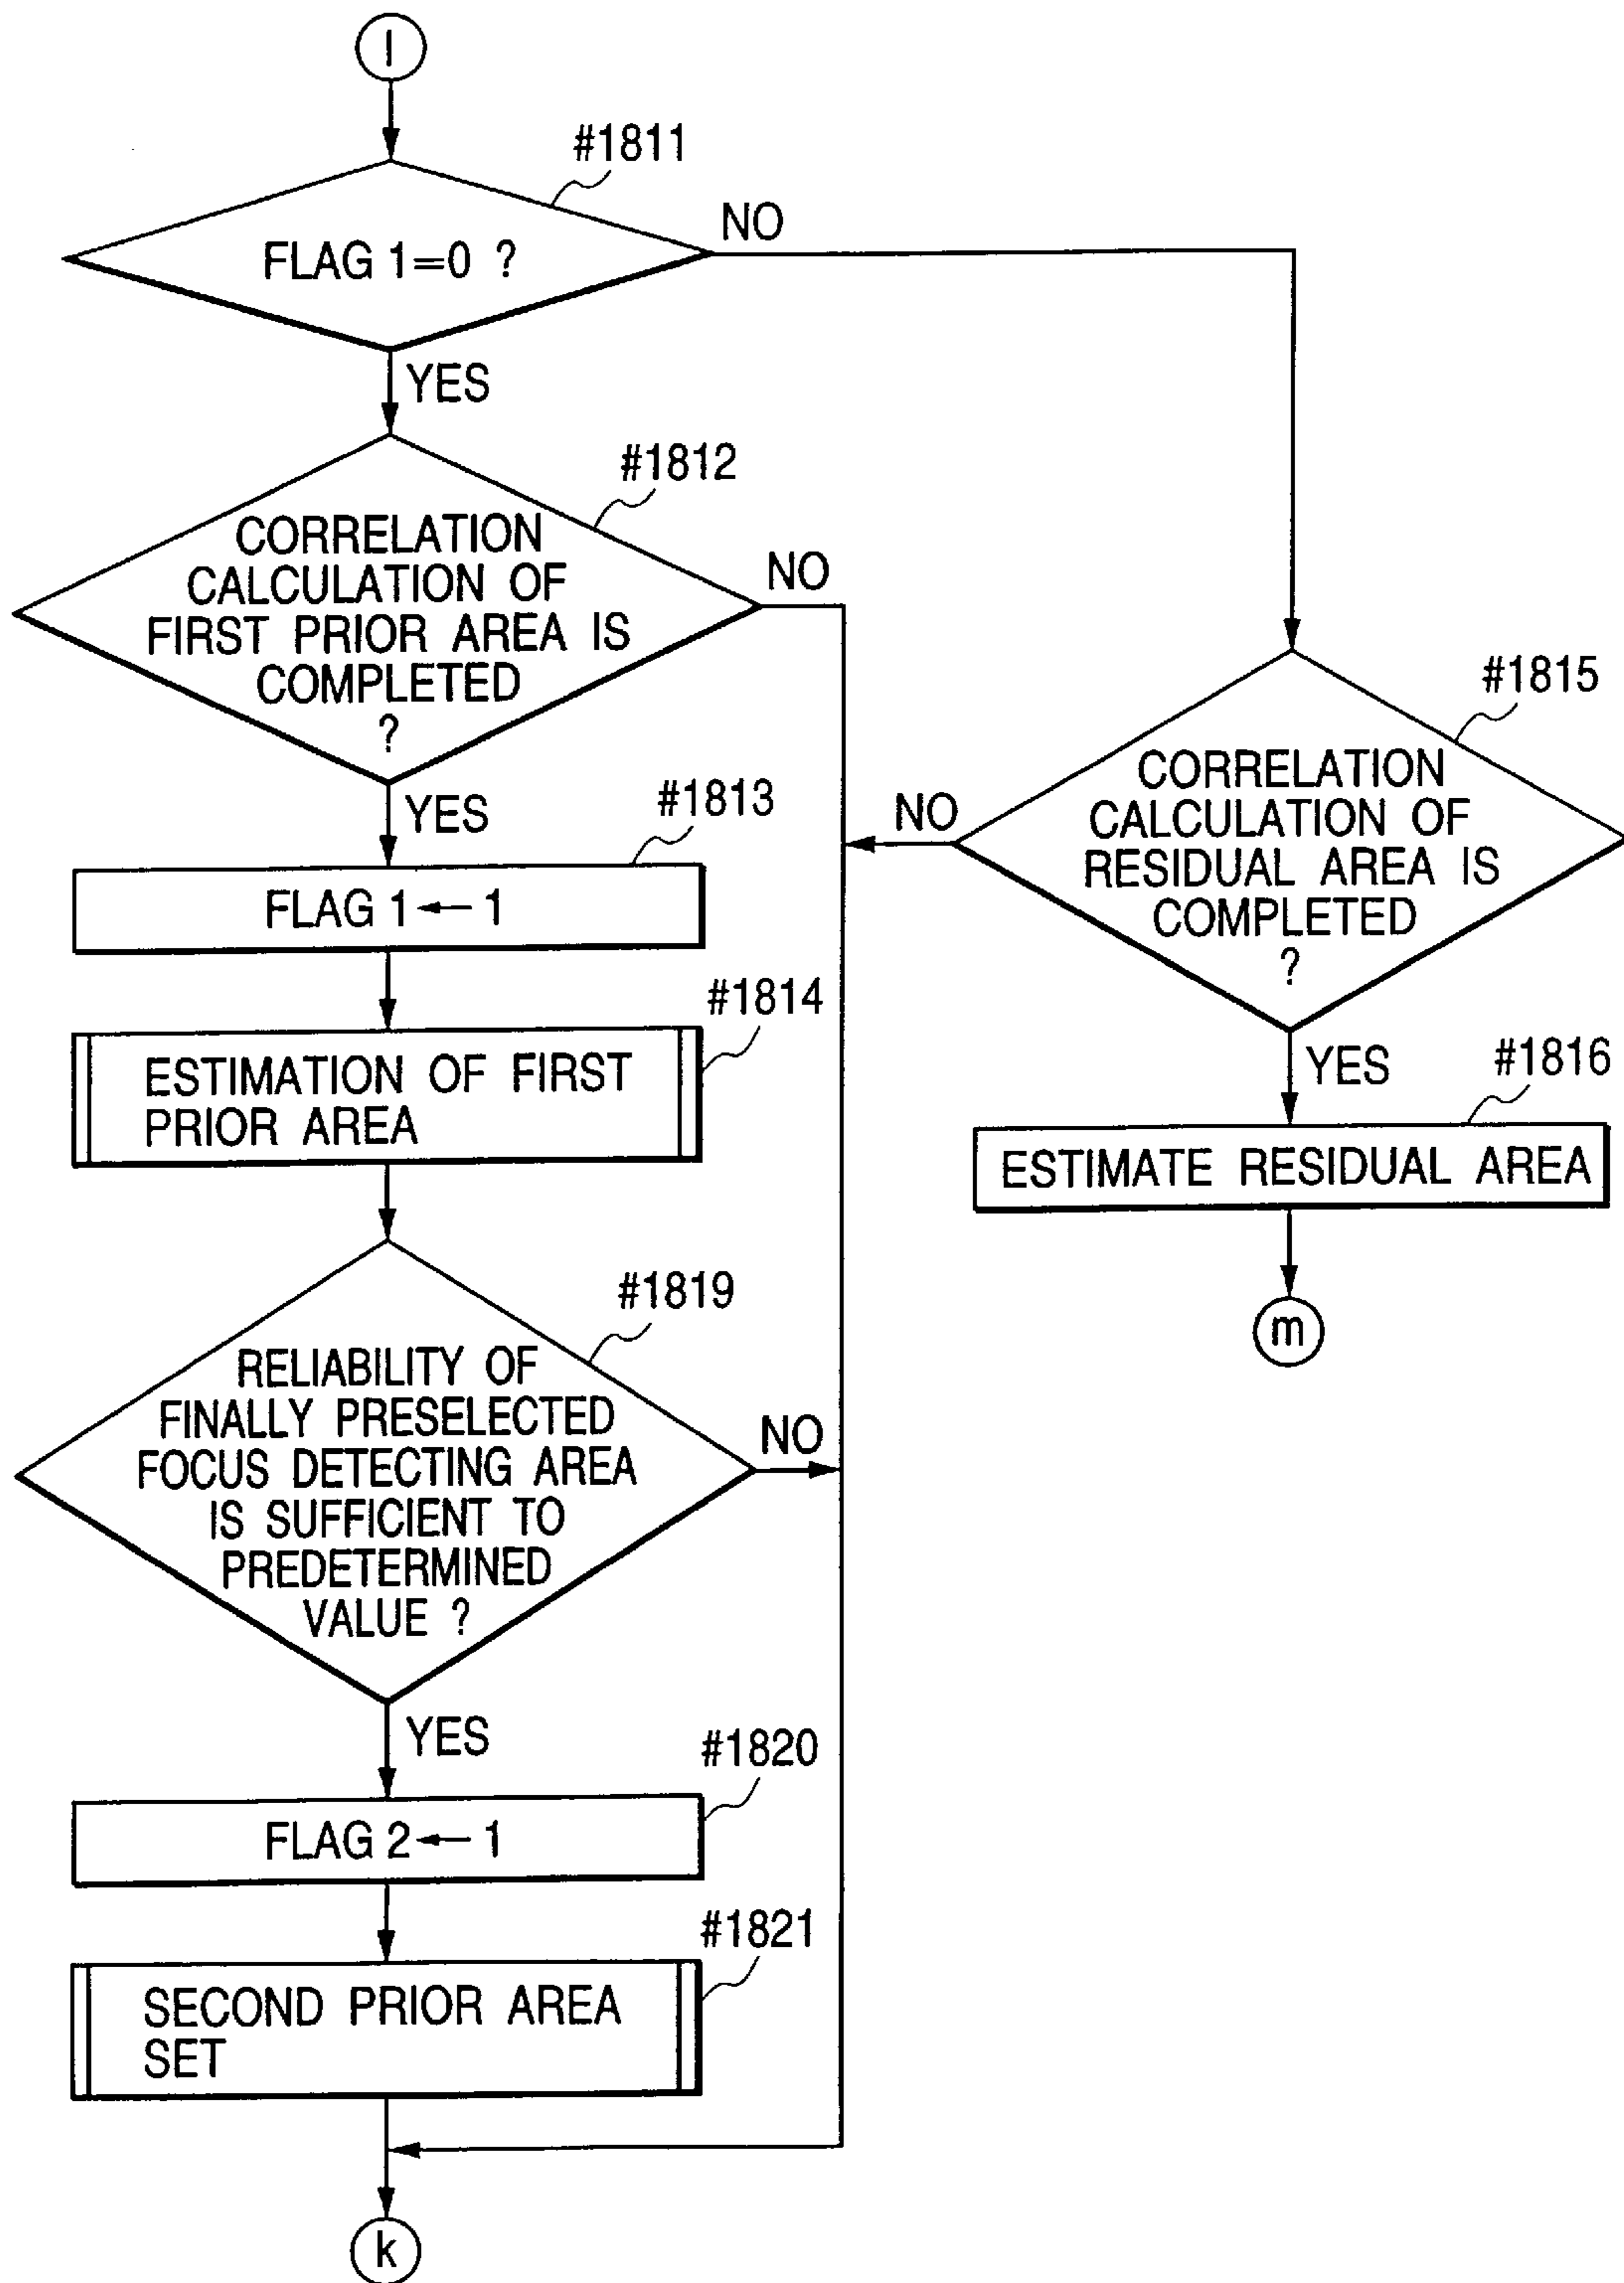 l
#1811
FLAG 1=0 ?
NO
YES
#1812
CORRELATION
CALCULATION OF
FIRST PRIOR AREA IS
COMPLETED
?
NO
YES
#1813
FLAG 1 ← 1
#1814
ESTIMATION OF FIRST
PRIOR AREA
#1819
RELIABILITY OF
FINALLY PRESELECTED
FOCUS DETECTING AREA
IS SUFFICIENT TO
PREDETERMINED
VALUE ?
NO
YES
#1820
FLAG 2 ← 1
#1821
SECOND PRIOR AREA
SET
k
#1815
CORRELATION
CALCULATION OF
RESIDUAL AREA IS
COMPLETED
?
NO
YES
#1816
ESTIMATE RESIDUAL AREA
m